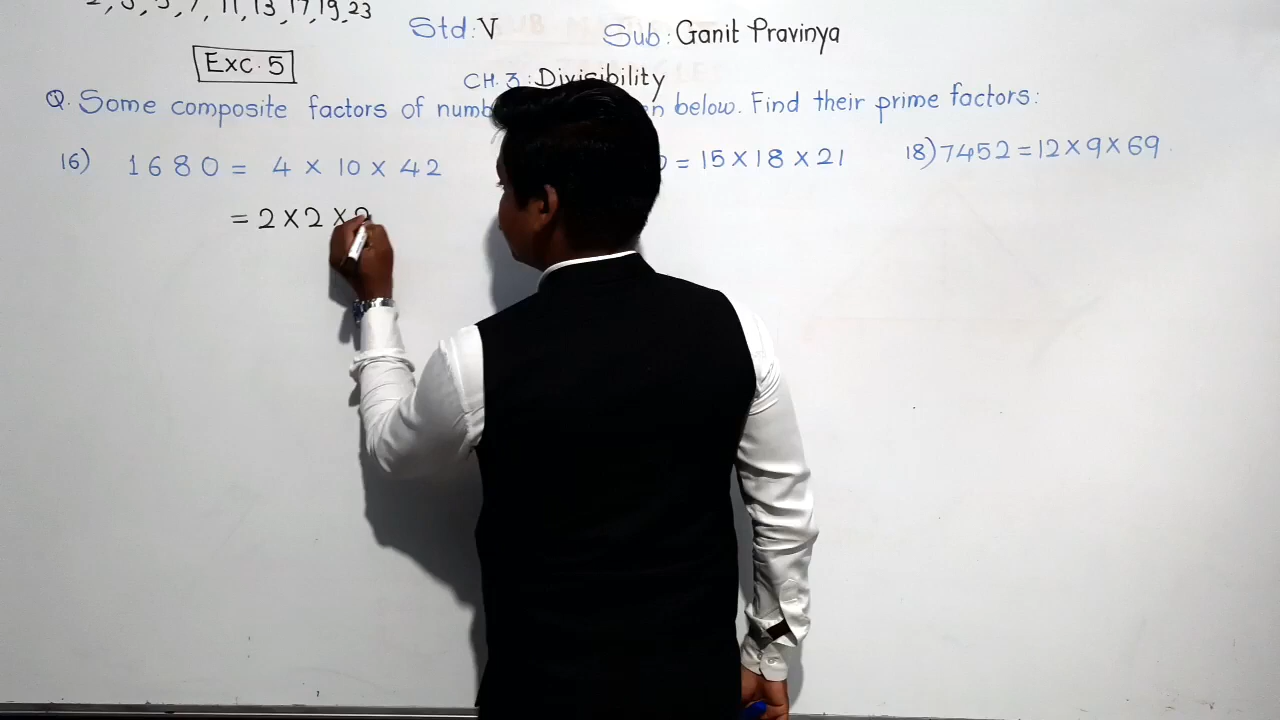 2, 3, 5, 7, 11, 13, 17, 19, 23
Std: V Sub: Ganit Pravinya
Exc. 5
CH. 3: Divisibility
Q. Some composite factors of below. Find their prime factors:
16) 1680 = 4 × 10 × 42 = 15 × 18 × 21 18) 7452 = 12 × 9 × 69
= 2 × 2 × 2